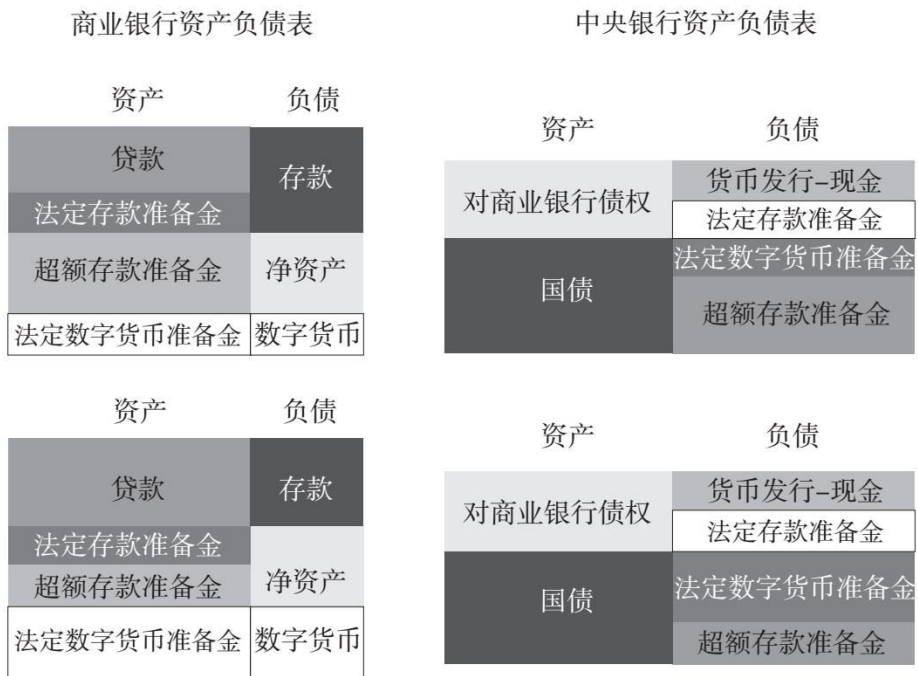 商业银行资产负债表
中央银行资产负债表
资产 负债
贷款
存款
法定存款准备金
超额存款准备金
净资产
法定数字货币准备金
数字货币
资产 负债
对商业银行债权
货币发行–现金
法定存款准备金
国债
法定数字货币准备金
超额存款准备金
资产 负债
贷款
存款
法定存款准备金
超额存款准备金
净资产
法定数字货币准备金
数字货币
资产 负债
对商业银行债权
货币发行–现金
法定存款准备金
国债
法定数字货币准备金
超额存款准备金